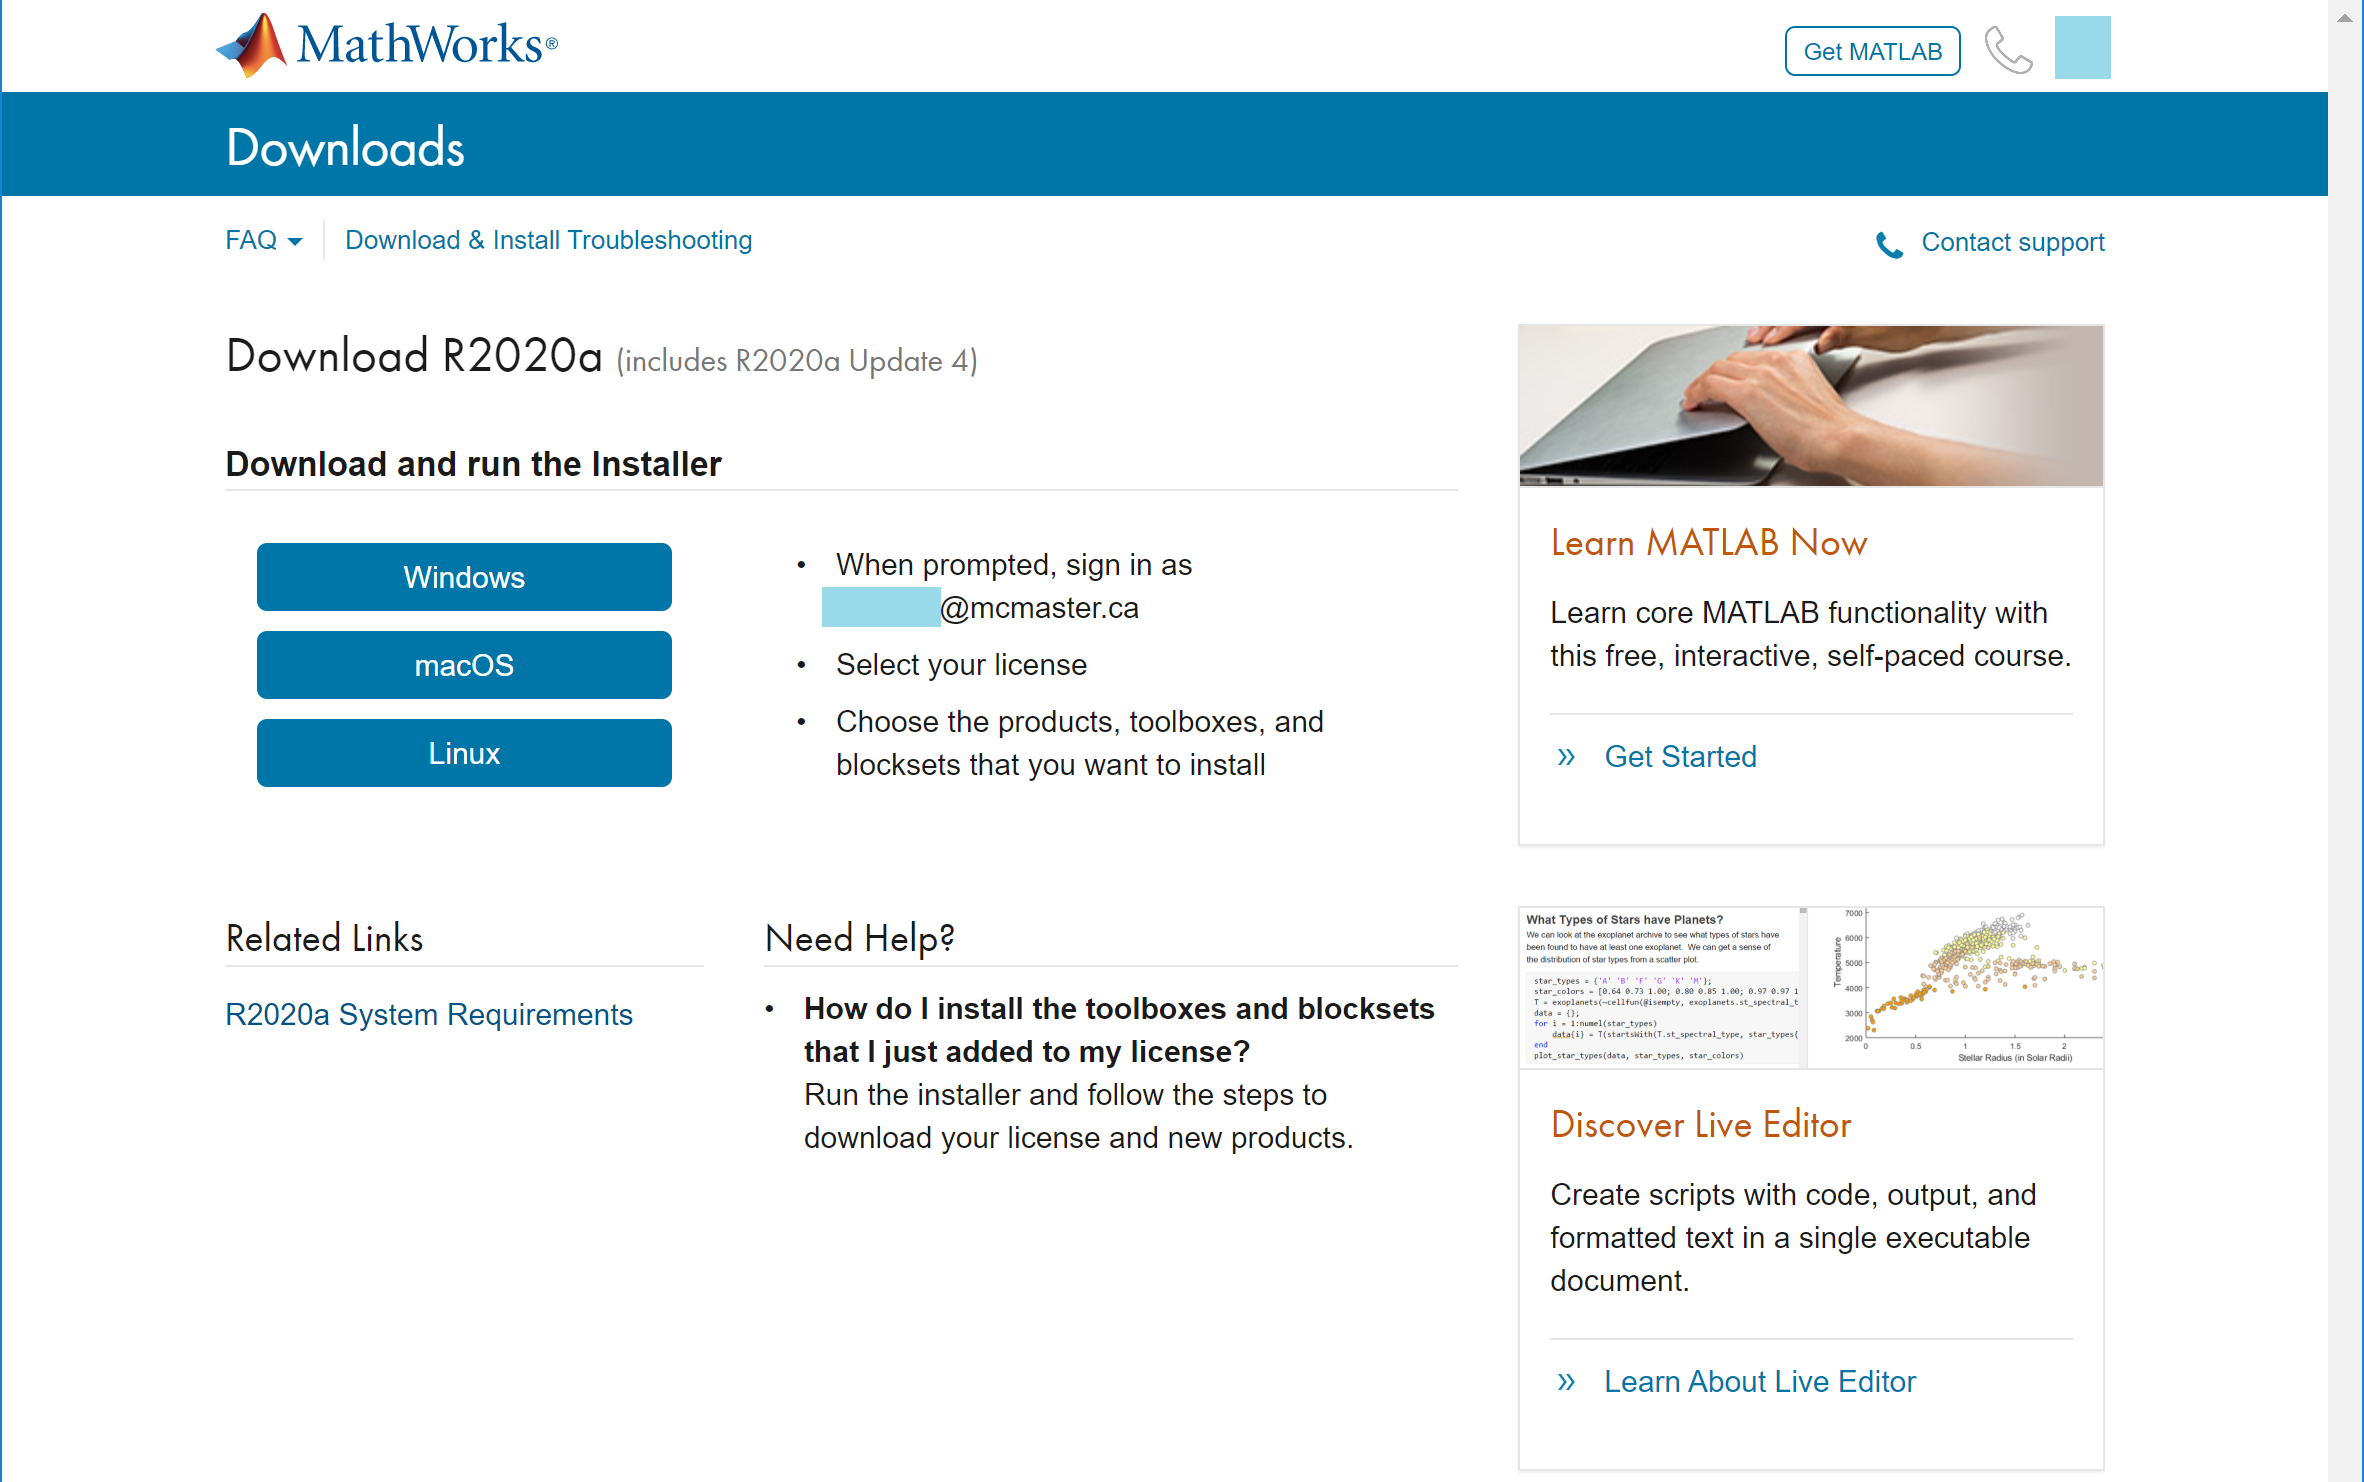 MathWorks®
Get MATLAB
Downloads
FAQ
Download & Install Troubleshooting
Contact support
Download R2020a (includes R2020a Update 4)
Download and run the Installer
Windows
macOS
Linux
• When prompted, sign in as
@mcmaster.ca
• Select your license
• Choose the products, toolboxes, and
blocksets that you want to install
Related Links
R2020a System Requirements
Need Help?
• How do I install the toolboxes and blocksets
that I just added to my license?
Run the installer and follow the steps to
download your license and new products.
Learn MATLAB Now
Learn core MATLAB functionality with
this free, interactive, self-paced course.
» Get Started
What Types of Stars have Planets?
We can look at the exoplanet archive to see what types of stars have
been found to have at least one exoplanet. We can get a sense of
the distribution of star types from a scatter plot.
star_types = {'A' 'B' 'F' 'G' 'K' 'M'};
star_colors = [0.64 0.73 1.00; 0.80 0.85 1.00; 0.97 0.97 1
T = exoplanets(~cellfun(@isempty, exoplanets.st_spectral_t
data = {};
for i = 1:numel(star_types)
data{i} = T(startsWith(T.st_spectral_type, star_types{
end
plot_star_types(data, star_types, star_colors)
Temperature
7000
6000
5000
4000
3000
2000
0 0.5 1 1.5 2
Stellar Radius (in Solar Radii)
Discover Live Editor
Create scripts with code, output, and
formatted text in a single executable
document.
» Learn About Live Editor